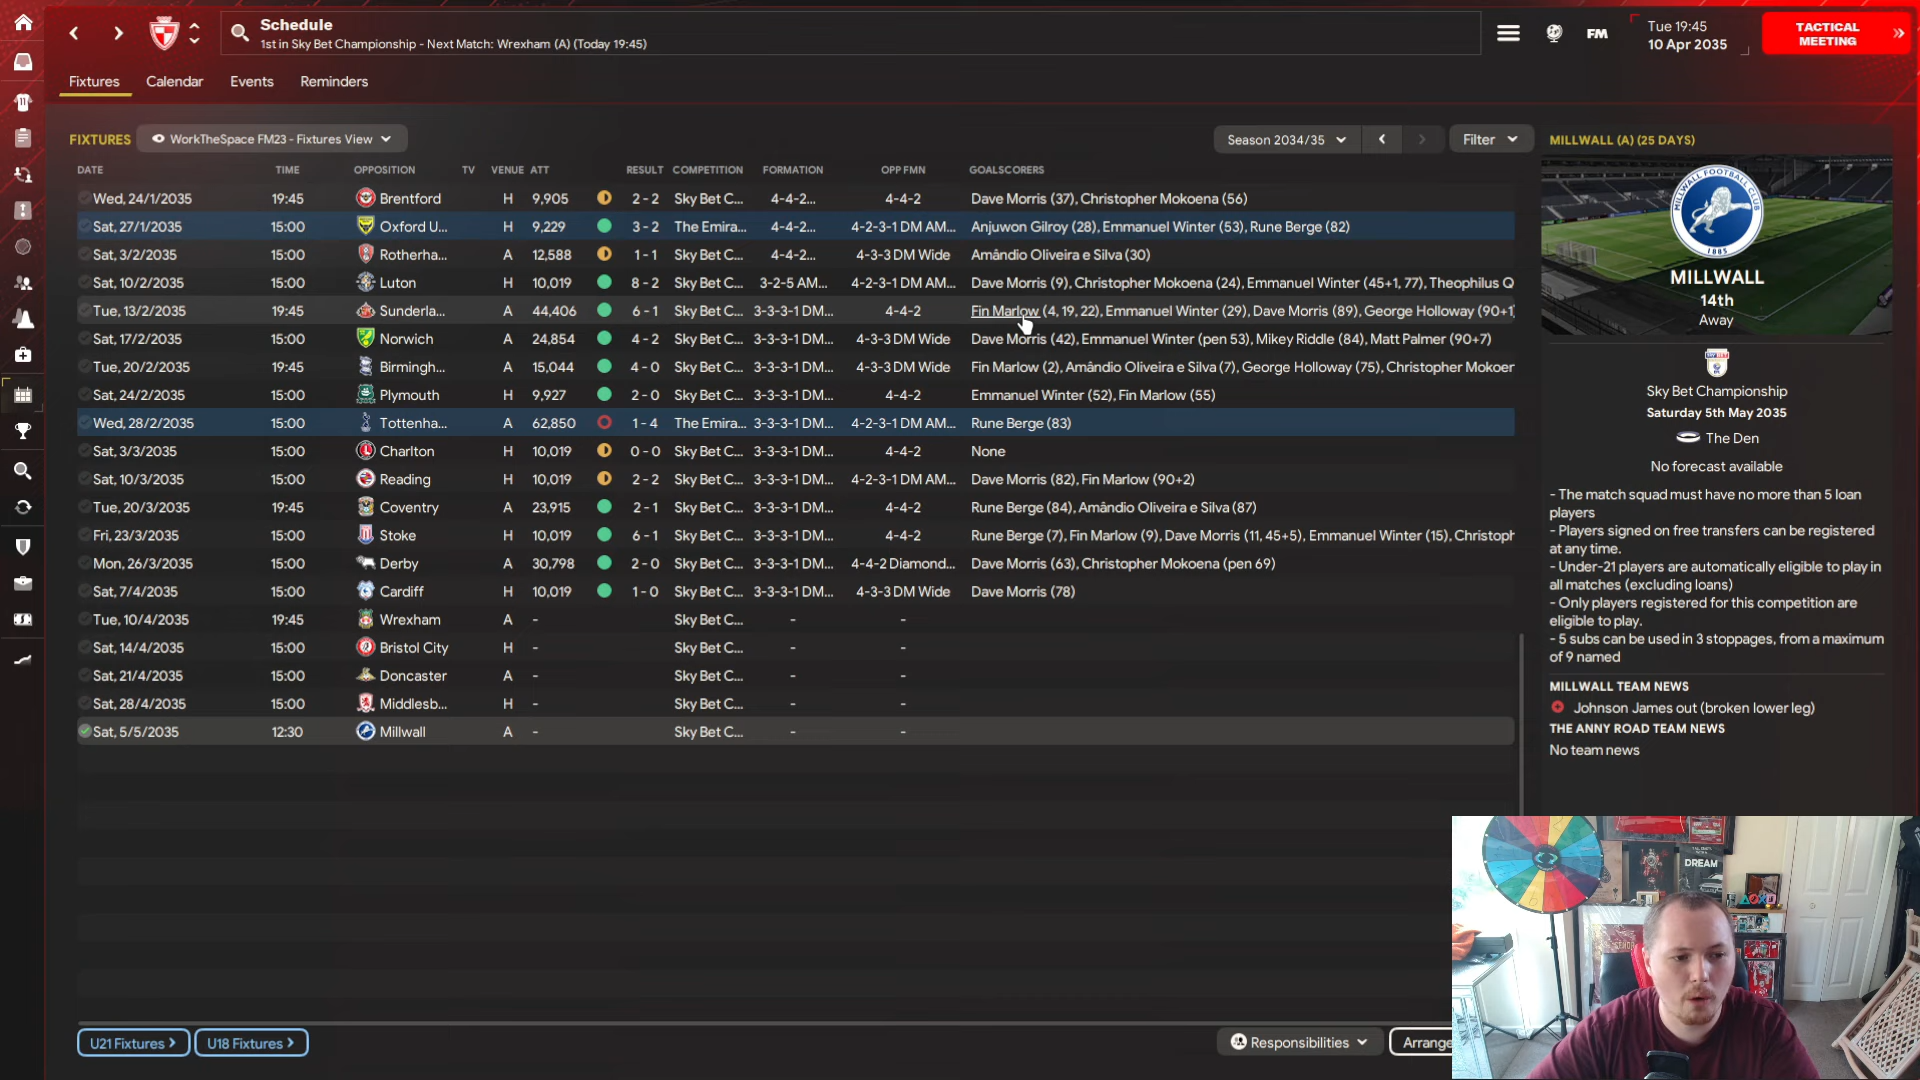 Schedule
1st in Sky Bet Championship - Next Match: Wrexham (A) (Today 19:45)
FM
Tue 19:45
10 Apr 2035
TACTICAL
MEETING
Fixtures Calendar Events Reminders
FIXTURES WorkTheSpace FM23 - Fixtures View
Season 2034/35
Filter
DATE TIME OPPOSITION TV VENUE ATT RESULT COMPETITION FORMATION OPP FMN GOALSCORERS
Wed, 24/1/2035 19:45 Brentford H 9,905 2 - 2 Sky Bet C... 4-4-2... 4-4-2 Dave Morris (37), Christopher Mokoena (56)
Sat, 27/1/2035 15:00 Oxford U... H 9,229 3 - 2 The Emira... 4-4-2... 4-2-3-1 DM AM... Anjuwon Gilroy (28), Emmanuel Winter (53), Rune Berge (82)
Sat, 3/2/2035 15:00 Rotherha... A 12,588 1 - 1 Sky Bet C... 4-4-2... 4-3-3 DM Wide Amândio Oliveira e Silva (30)
Sat, 10/2/2035 15:00 Luton H 10,019 8 - 2 Sky Bet C... 3-2-5 AM... 4-2-3-1 DM AM... Dave Morris (9), Christopher Mokoena (24), Emmanuel Winter (45+1, 77), Theophilus Q
Tue, 13/2/2035 19:45 Sunderla... A 44,406 6 - 1 Sky Bet C... 3-3-3-1 DM... 4-4-2 Fin Marlow (4, 19, 22), Emmanuel Winter (29), Dave Morris (89), George Holloway (90+1)
Sat, 17/2/2035 15:00 Norwich A 24,854 4 - 2 Sky Bet C... 3-3-3-1 DM... 4-3-3 DM Wide Dave Morris (42), Emmanuel Winter (pen 53), Mikey Riddle (84), Matt Palmer (90+7)
Tue, 20/2/2035 19:45 Birmingh... A 15,044 4 - 0 Sky Bet C... 3-3-3-1 DM... 4-3-3 DM Wide Fin Marlow (2), Amândio Oliveira e Silva (7), George Holloway (75), Christopher Mokoer
Sat, 24/2/2035 15:00 Plymouth H 9,927 2 - 0 Sky Bet C... 3-3-3-1 DM... 4-4-2 Emmanuel Winter (52), Fin Marlow (55)
Wed, 28/2/2035 15:00 Tottenha... A 62,850 1 - 4 The Emira... 3-3-3-1 DM... 4-2-3-1 DM AM... Rune Berge (83)
Sat, 3/3/2035 15:00 Charlton H 10,019 0 - 0 Sky Bet C... 3-3-3-1 DM... 4-4-2 None
Sat, 10/3/2035 15:00 Reading H 10,019 2 - 2 Sky Bet C... 3-3-3-1 DM... 4-2-3-1 DM AM... Dave Morris (82), Fin Marlow (90+2)
Tue, 20/3/2035 19:45 Coventry A 23,915 2 - 1 Sky Bet C... 3-3-3-1 DM... 4-4-2 Rune Berge (84), Amândio Oliveira e Silva (87)
Fri, 23/3/2035 15:00 Stoke H 10,019 6 - 1 Sky Bet C... 3-3-3-1 DM... 4-4-2 Rune Berge (7), Fin Marlow (9), Dave Morris (11, 45+5), Emmanuel Winter (15), Christoph
Mon, 26/3/2035 15:00 Derby A 30,798 2 - 0 Sky Bet C... 3-3-3-1 DM... 4-4-2 Diamond... Dave Morris (63), Christopher Mokoena (pen 69)
Sat, 7/4/2035 15:00 Cardiff H 10,019 1 - 0 Sky Bet C... 3-3-3-1 DM... 4-3-3 DM Wide Dave Morris (78)
Tue, 10/4/2035 19:45 Wrexham A - Sky Bet C... - -
Sat, 14/4/2035 15:00 Bristol City H - Sky Bet C... - -
Sat, 21/4/2035 15:00 Doncaster A - Sky Bet C... - -
Sat, 28/4/2035 15:00 Middlesb... H - Sky Bet C... - -
Sat, 5/5/2035 12:30 Millwall A - Sky Bet C... - -
MILLWALL (A) (25 DAYS)
MILLWALL FOOTBALL CLUB
1885
MILLWALL
14th
Away
Sky Bet Championship
Saturday 5th May 2035
The Den
No forecast available
- The match squad must have no more than 5 loan
players
- Players signed on free transfers can be registered
at any time.
- Under-21 players are automatically eligible to play in
all matches (excluding loans)
- Only players registered for this competition are
eligible to play.
- 5 subs can be used in 3 stoppages, from a maximum
of 9 named
MILLWALL TEAM NEWS
Johnson James out (broken lower leg)
THE ANNY ROAD TEAM NEWS
No team news
DREAM
U21 Fixtures
U18 Fixtures
Responsibilities
Arrange